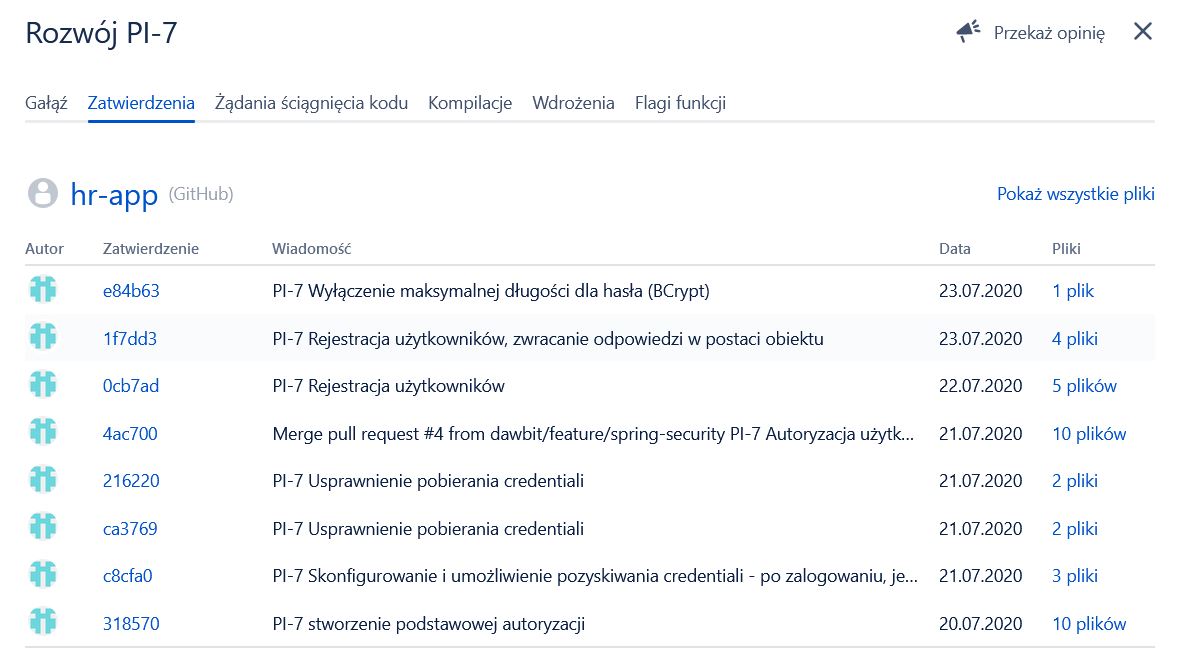 Rozwój PI-7
Przekaż opinię
Gałąź Zatwierdzenia Żądania ściągnięcia kodu Kompilacje Wdrożenia Flagi funkcji
hr-app (GitHub) Pokaż wszystkie pliki
Autor Zatwierdzenie Wiadomość Data Pliki
e84b63 PI-7 Wyłączenie maksymalnej długości dla hasła (BCrypt) 23.07.2020 1 plik
1f7dd3 PI-7 Rejestracja użytkowników, zwracanie odpowiedzi w postaci obiektu 23.07.2020 4 pliki
0cb7ad PI-7 Rejestracja użytkowników 22.07.2020 5 plików
4ac700 Merge pull request #4 from dawbit/feature/spring-security PI-7 Autoryzacja użytk... 21.07.2020 10 plików
216220 PI-7 Usprawnienie pobierania credentiali 21.07.2020 2 pliki
ca3769 PI-7 Usprawnienie pobierania credentiali 21.07.2020 2 pliki
c8cfa0 PI-7 Skonfigurowanie i umożliwienie pozyskiwania credentiali - po zalogowaniu, je... 21.07.2020 3 pliki
318570 PI-7 stworzenie podstawowej autoryzacji 20.07.2020 10 plików